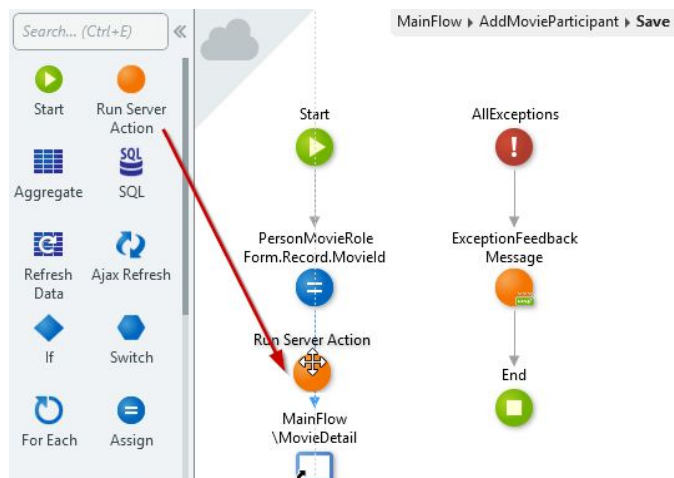 Search... (Ctrl+E)
Start
Run Server
Action
Aggregate
SQL
SQL
Refresh
Data
Ajax Refresh
If
Switch
For Each
Assign
MainFlow AddMovieParticipant Save
Start
PersonMovieRole
Form.Record.MovieId
Run Server Action
MainFlow
\MovieDetail
AllExceptions
ExceptionFeedback
Message
End